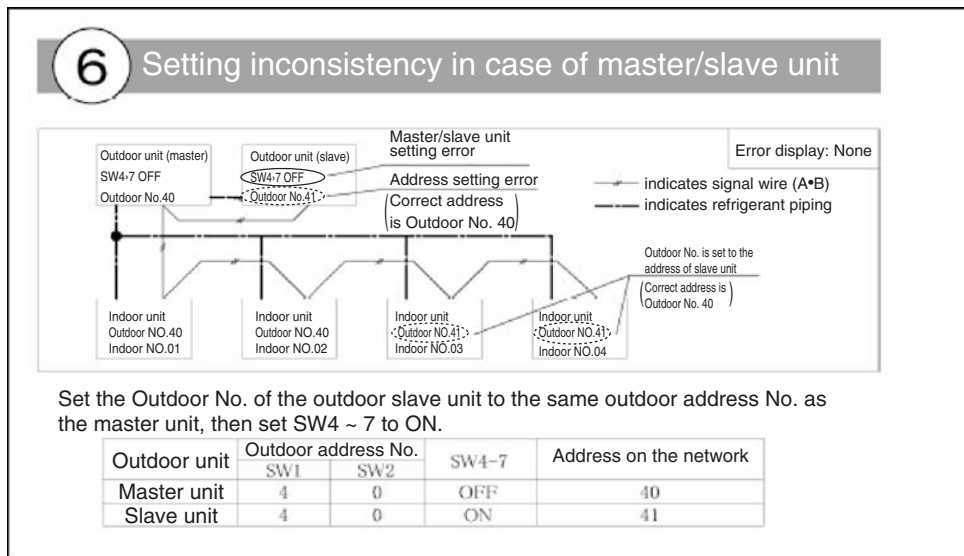 6 Setting inconsistency in case of master/slave unit
Outdoor unit (master)
SW4›7 OFF
Outdoor No.40
Outdoor unit (slave)
SW4›7 OFF
Outdoor No.41
Master/slave unit
setting error
Address setting error
(Correct address
is Outdoor No. 40)
Error display: None
indicates signal wire (A•B)
indicates refrigerant piping
Outdoor No. is set to the
address of slave unit
(Correct address is
Outdoor No. 40)
Indoor unit
Outdoor NO.40
Indoor NO.01
Indoor unit
Outdoor NO.40
Indoor NO.02
Indoor unit
Outdoor NO.41
Indoor NO.03
Indoor unit
Outdoor NO.41
Indoor NO.04
Set the Outdoor No. of the outdoor slave unit to the same outdoor address No. as
the master unit, then set SW4 ~ 7 to ON.
Outdoor unit Outdoor address No. SW4-7 Address on the network
SW1 SW2
Master unit 4 0 OFF 40
Slave unit 4 0 ON 41